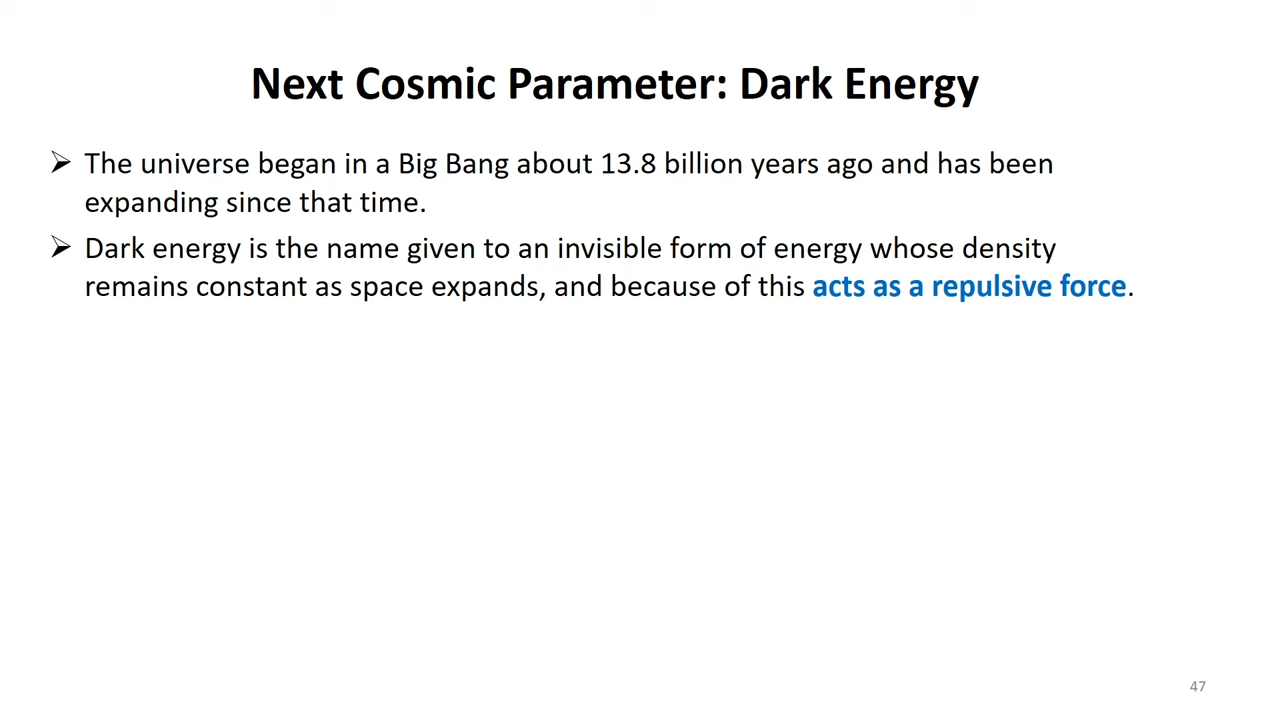 Next Cosmic Parameter: Dark Energy
➢ The universe began in a Big Bang about 13.8 billion years ago and has been
expanding since that time.
➢ Dark energy is the name given to an invisible form of energy whose density
remains constant as space expands, and because of this acts as a repulsive force.
47